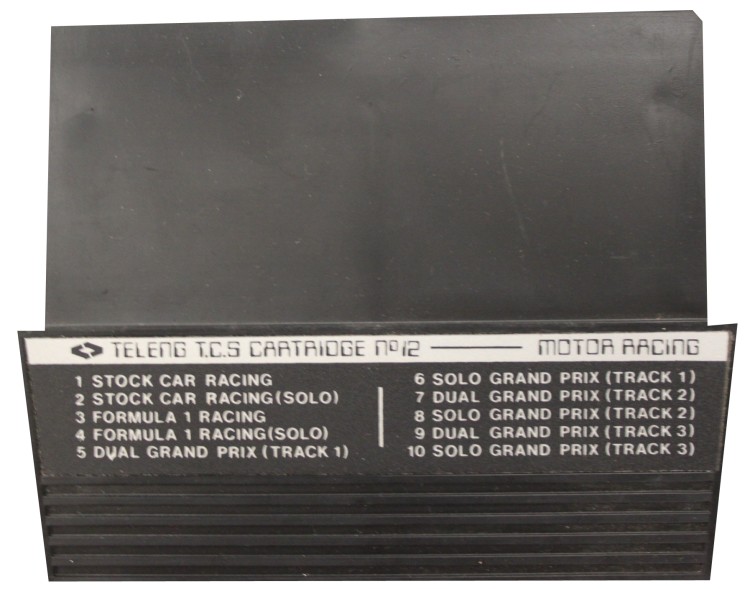 TELENG T.C.S CARTRIDGE Nº12 MOTOR RACING
1 STOCK CAR RACING
2 STOCK CAR RACING(SOLO)
3 FORMULA 1 RACING
4 FORMULA 1 RACING(SOLO)
5 DUAL GRAND PRIX (TRACK 1)
6 SOLO GRAND PRIX (TRACK 1)
7 DUAL GRAND PRIX (TRACK 2)
8 SOLO GRAND PRIX (TRACK 2)
9 DUAL GRAND PRIX (TRACK 3)
10 SOLO GRAND PRIX (TRACK 3)